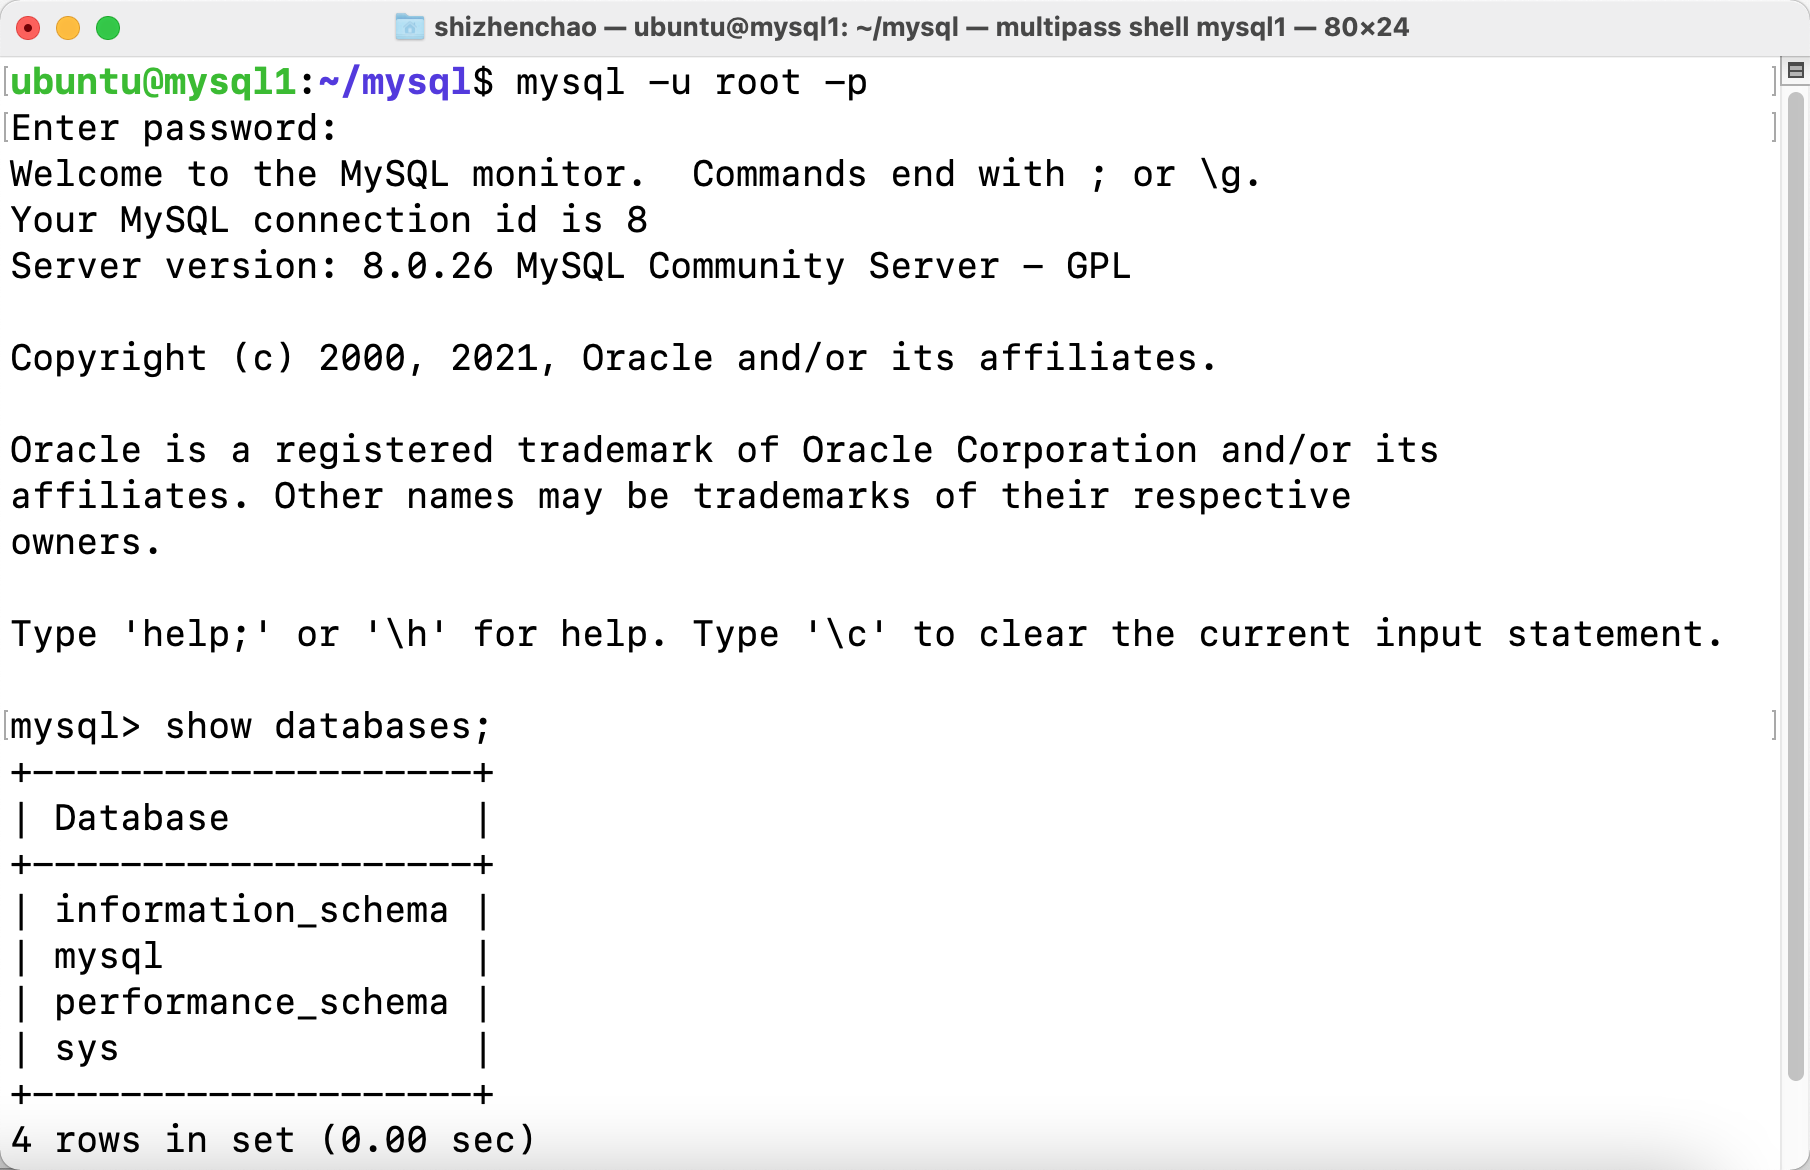 shizhenchao — ubuntu@mysql1: ~/mysql — multipass shell mysql1 — 80×24
ubuntu@mysql1:~/mysql$ mysql -u root -p
Enter password:
Welcome to the MySQL monitor.  Commands end with ; or \g.
Your MySQL connection id is 8
Server version: 8.0.26 MySQL Community Server - GPL

Copyright (c) 2000, 2021, Oracle and/or its affiliates.

Oracle is a registered trademark of Oracle Corporation and/or its
affiliates. Other names may be trademarks of their respective
owners.

Type 'help;' or '\h' for help. Type '\c' to clear the current input statement.

mysql> show databases;
+--------------------+
| Database           |
+--------------------+
| information_schema |
| mysql              |
| performance_schema |
| sys                |
+--------------------+
4 rows in set (0.00 sec)